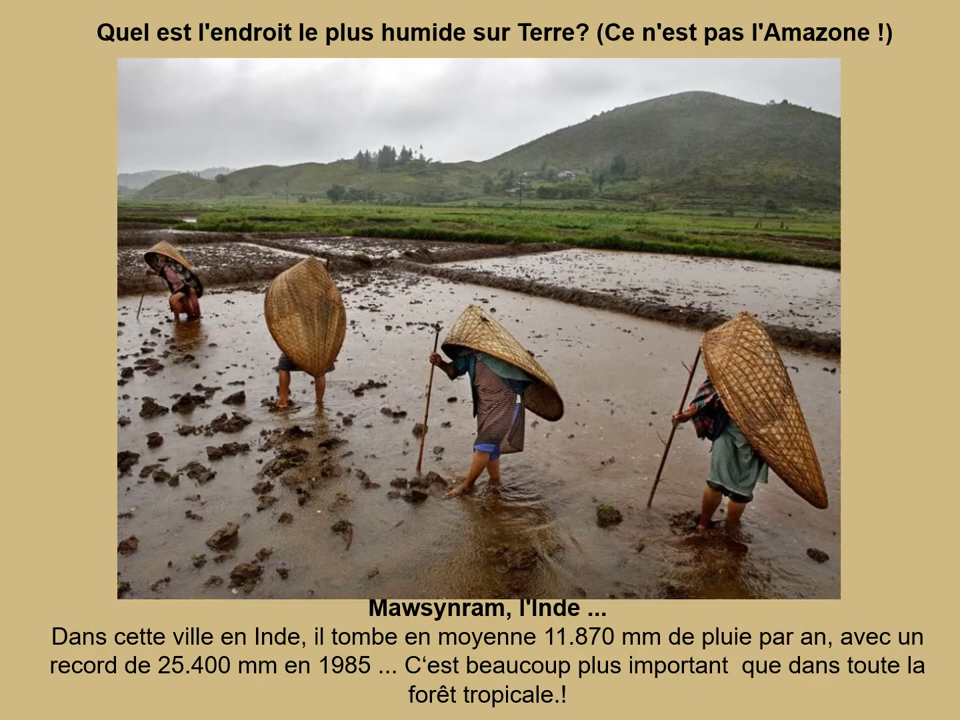 Quel est l'endroit le plus humide sur Terre? (Ce n'est pas l'Amazone !)
Mawsynram, l'Inde ...
Dans cette ville en Inde, il tombe en moyenne 11.870 mm de pluie par an, avec un
record de 25.400 mm en 1985 ... C‘est beaucoup plus important  que dans toute la
forêt tropicale.!